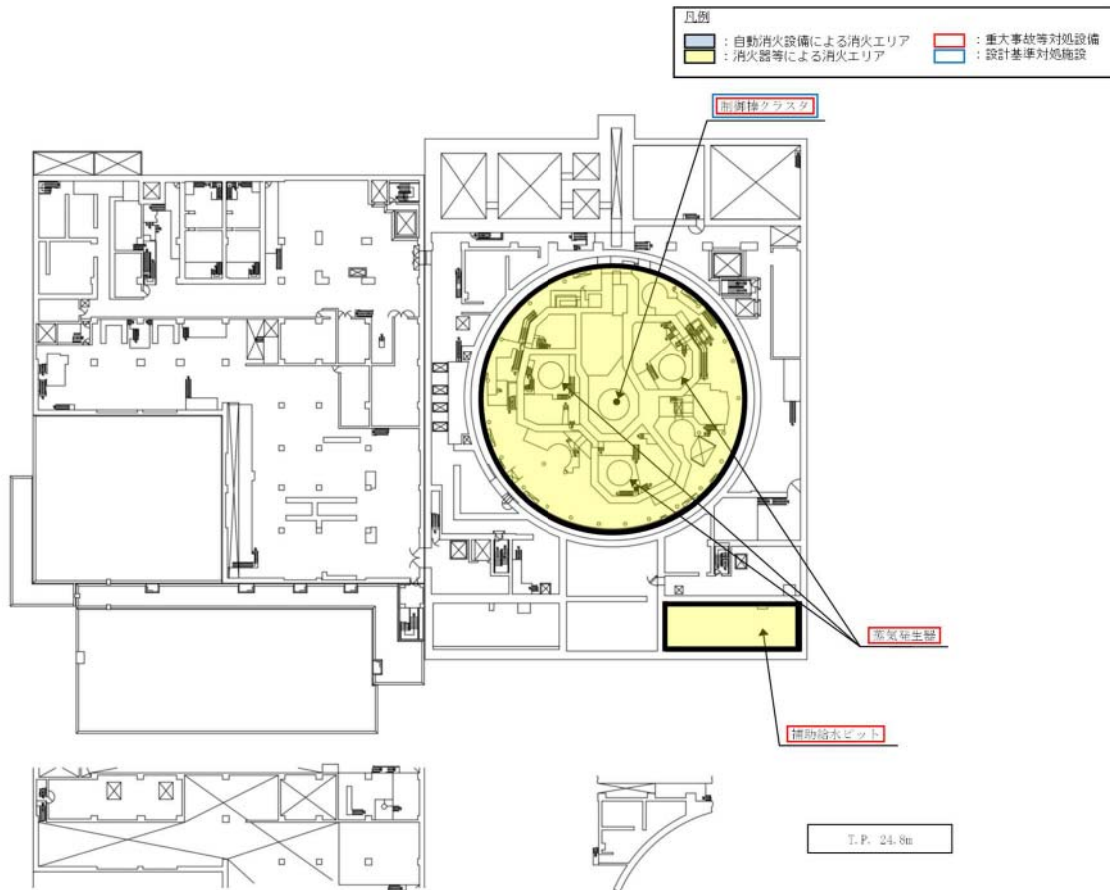 凡例
：自動消火設備による消火エリア
：重大事故等対処設備
：消火器等による消火エリア
：設計基準対処施設
制御棒クラスタ
蒸気発生器
補助給水ピット
T.P. 24.8m